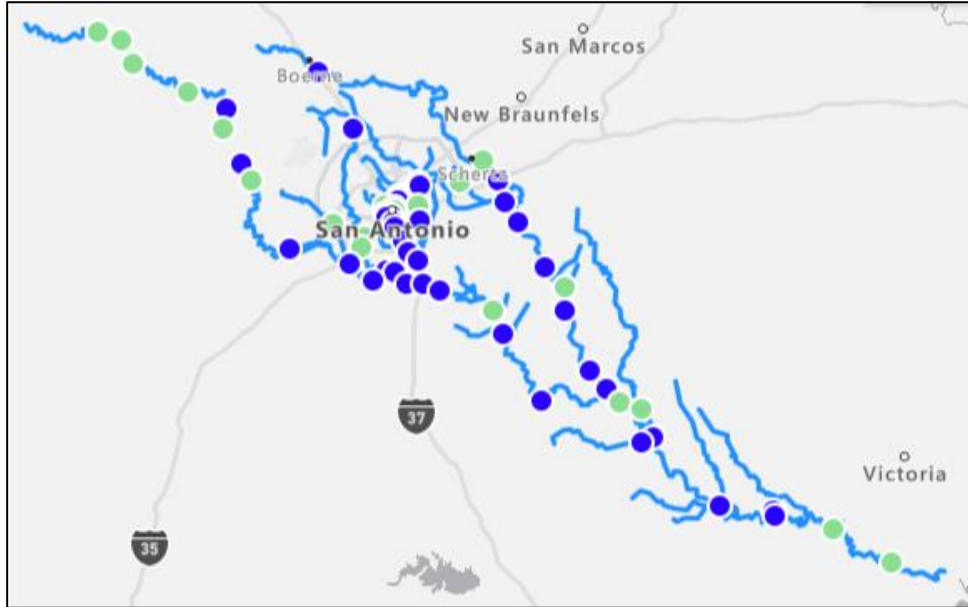 San Marcos
Boerne
New Braunfels
Schertz
San Antonio
37
Victoria
35